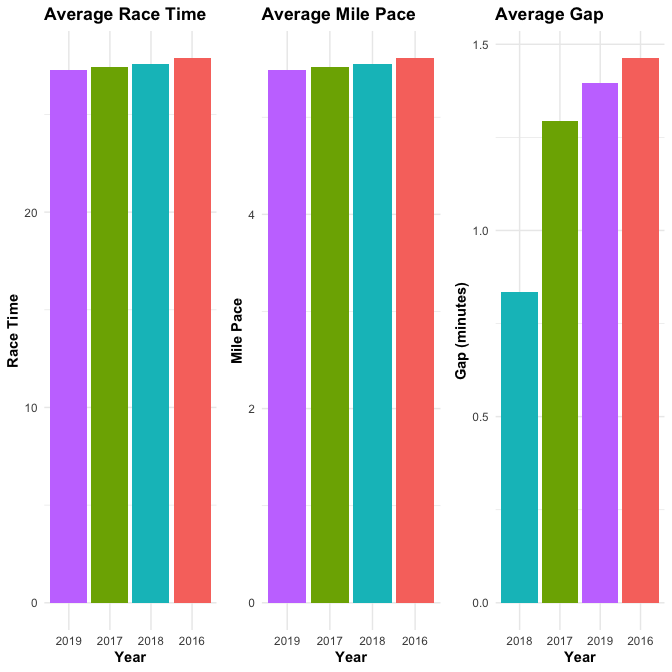 Average Race Time
Race Time
20
10
0
2019 2017 2018 2016
Year
Average Mile Pace
Mile Pace
4
2
0
2019 2017 2018 2016
Year
Average Gap
Gap (minutes)
1.5
1.0
0.5
0.0
2018 2017 2019 2016
Year